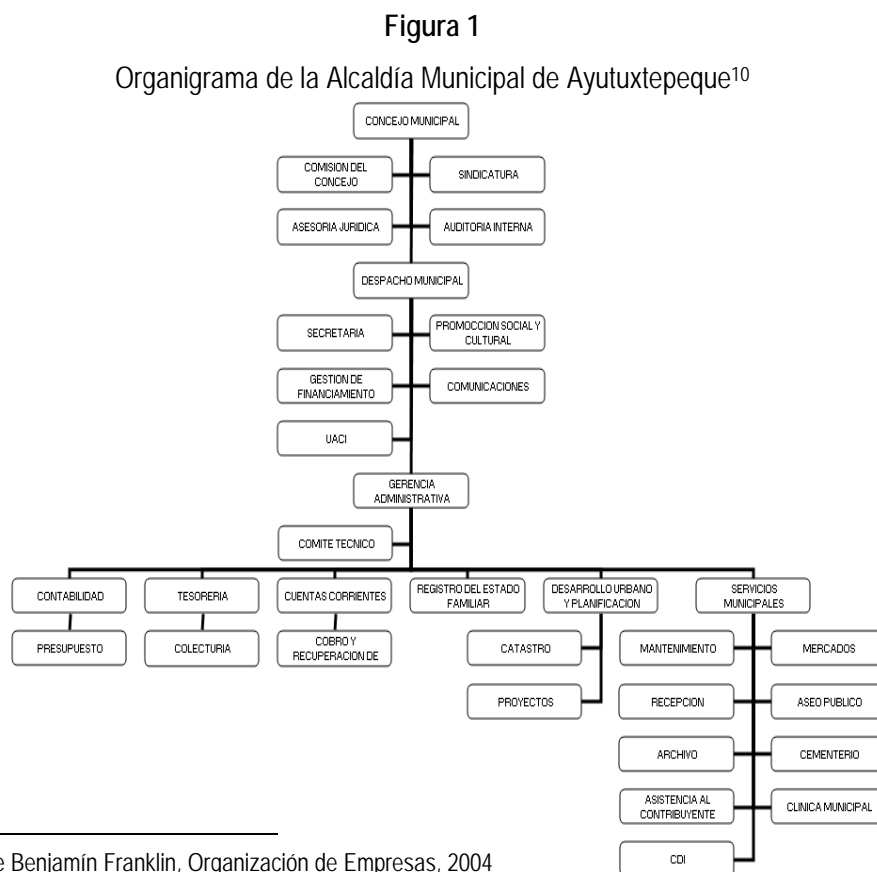 Figura 1
Organigrama de la Alcaldía Municipal de Ayutuxtepeque10
CONCEJO MUNICIPAL
COMISION DEL
CONCEJO
SINDICATURA
ASESORIA JURIDICA
AUDITORIA INTERNA
DESPACHO MUNICIPAL
SECRETARIA
PROMOCCION SOCIAL Y
CULTURAL
GESTION DE
FINANCIAMIENTO
COMUNICACIONES
UACI
GERENCIA
ADMINISTRATIVA
COMITE TECNICO
CONTABILIDAD
TESORERIA
CUENTAS CORRIENTES
REGISTRO DEL ESTADO
FAMILIAR
DESARROLLO URBANO
Y PLANIFICACION
SERVICIOS
MUNICIPALES
PRESUPUESTO
COLECTURIA
COBRO Y
RECUPERACION DE
CATASTRO
MANTENIMIENTO
MERCADOS
PROYECTOS
RECEPCION
ASEO PUBLICO
ARCHIVO
CEMENTERIO
ASISTENCIA AL
CONTRIBUYENTE
CLINICA MUNICIPAL
CDI
e Benjamín Franklin, Organización de Empresas, 2004